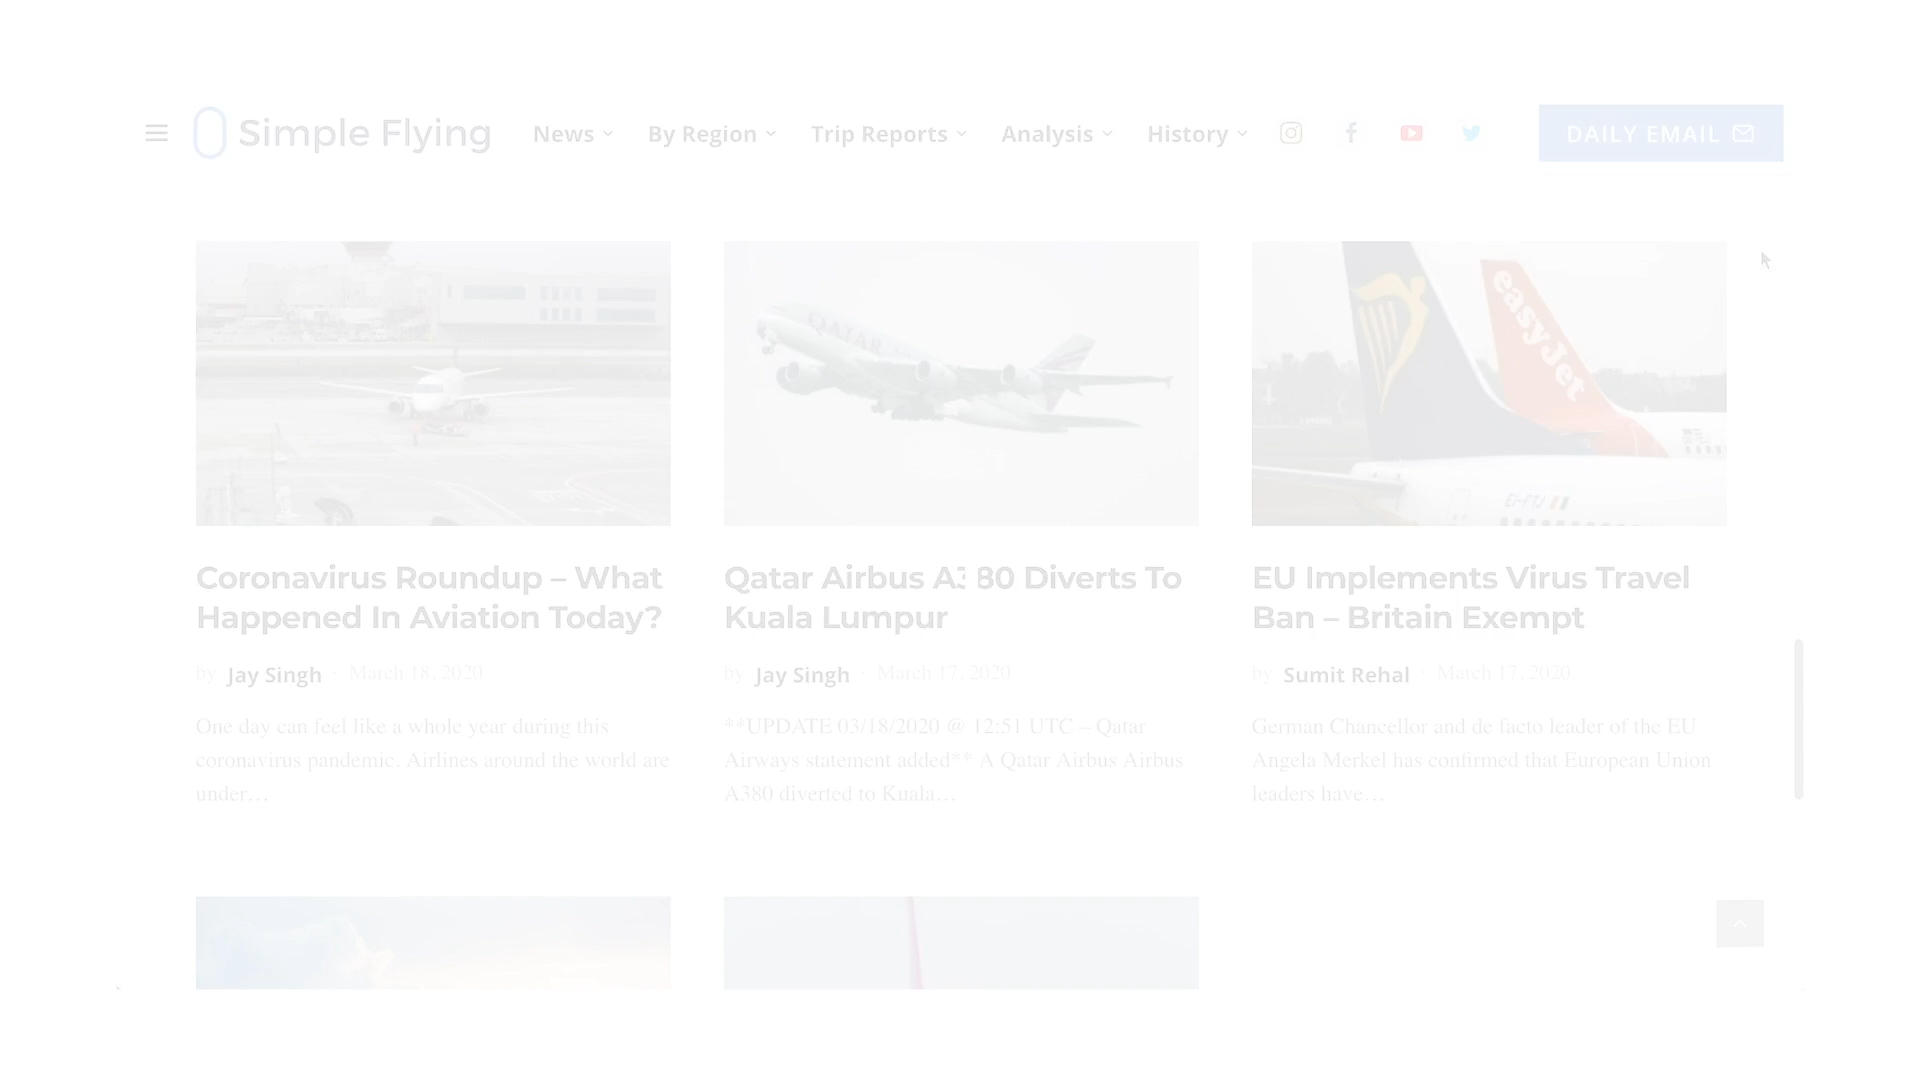 Simple Flying
News
By Region
Trip Reports
Analysis
History
DAILY EMAIL
QATAR
easyJet
EI-FTJ
Coronavirus Roundup – What
Happened In Aviation Today?
by Jay Singh · March 18, 2020
One day can feel like a whole year during this
coronavirus pandemic. Airlines around the world are
under…
Qatar Airbus A380 Diverts To
Kuala Lumpur
by Jay Singh · March 17, 2020
**UPDATE 03/18/2020 @ 12:51 UTC – Qatar
Airways statement added** A Qatar Airbus Airbus
A380 diverted to Kuala…
EU Implements Virus Travel
Ban – Britain Exempt
by Sumit Rehal · March 17, 2020
German Chancellor and de facto leader of the EU
Angela Merkel has confirmed that European Union
leaders have…